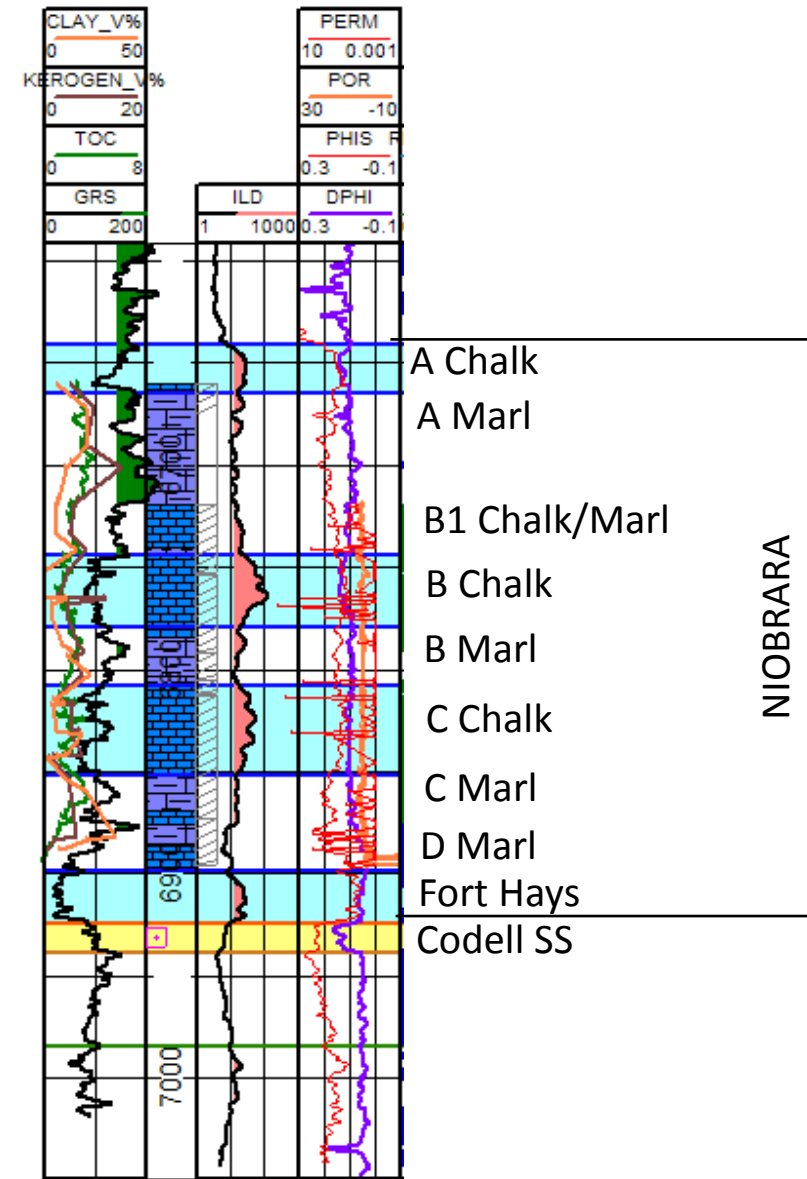 CLAY_V%
0 50
KEROGEN_V%
0 20
TOC
0 8
GRS
0 200
ILD
1 1000
PERM
10 0.001
POR
30 -10
PHIS R
0.3 -0.1
DPHI
0.3 -0.1
A Chalk
A Marl
B1 Chalk/Marl
B Chalk
B Marl
C Chalk
C Marl
D Marl
Fort Hays
Codell SS
NIOBRARA
7000